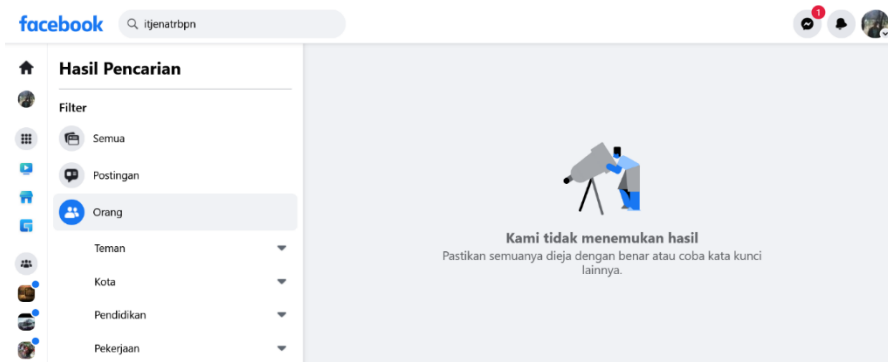 facebook
itjenatrbpn
1
Hasil Pencarian
Filter
Semua
Postingan
Orang
Teman
Kota
Pendidikan
Pekerjaan
Kami tidak menemukan hasil
Pastikan semuanya dieja dengan benar atau coba kata kunci
lainnya.